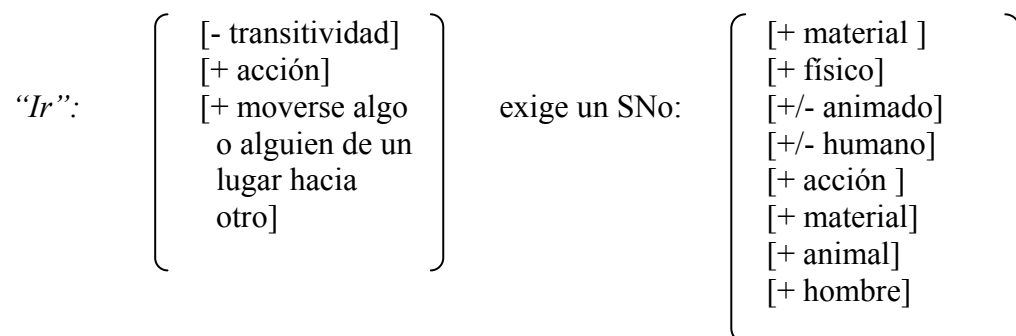 “Ir”:
[- transitividad]
[+ acción]
[+ moverse algo
o alguien de un
lugar hacia
otro]
exige un SNo:
[+ material ]
[+ físico]
[+/- animado]
[+/- humano]
[+ acción ]
[+ material]
[+ animal]
[+ hombre]